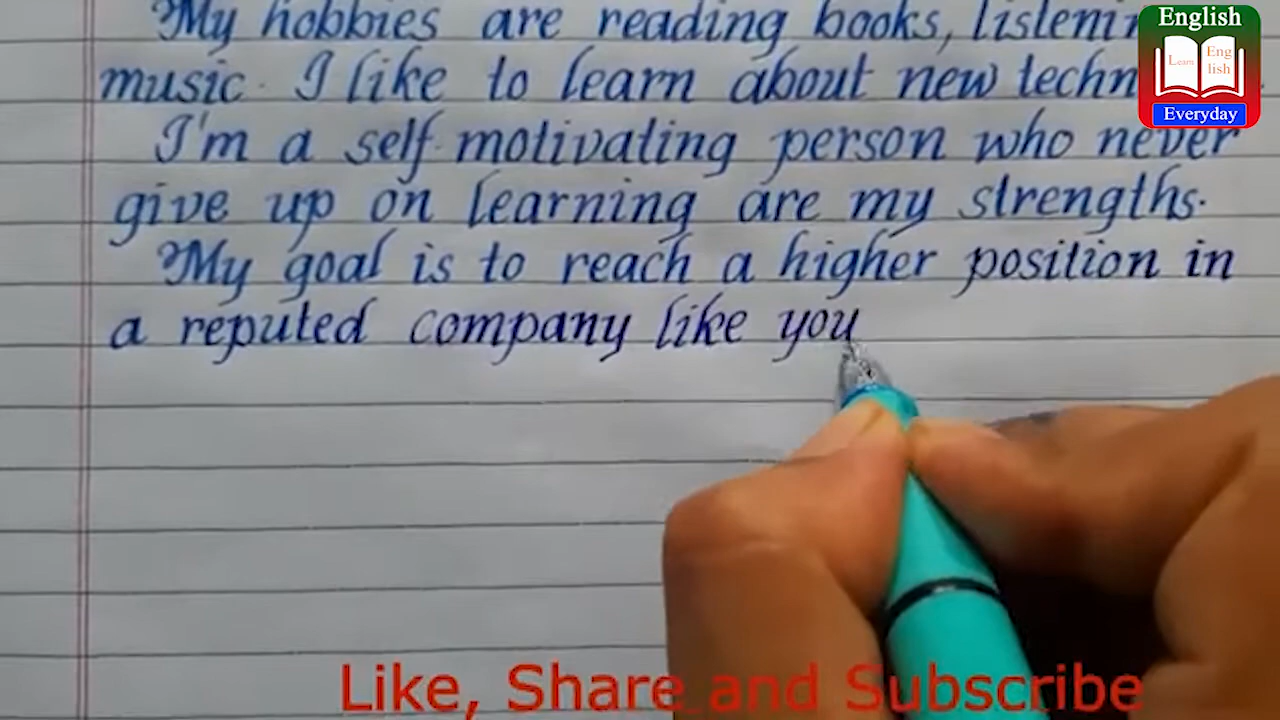 My hobbies are reading books,
music. I like to learn about new
I'm a self motivating person who never
give up on learning are my strengths.
My goal is to reach a higher position in
a reputed company like you
English
Learn
Eng
lish
Everyday
Like, Share and Subscribe